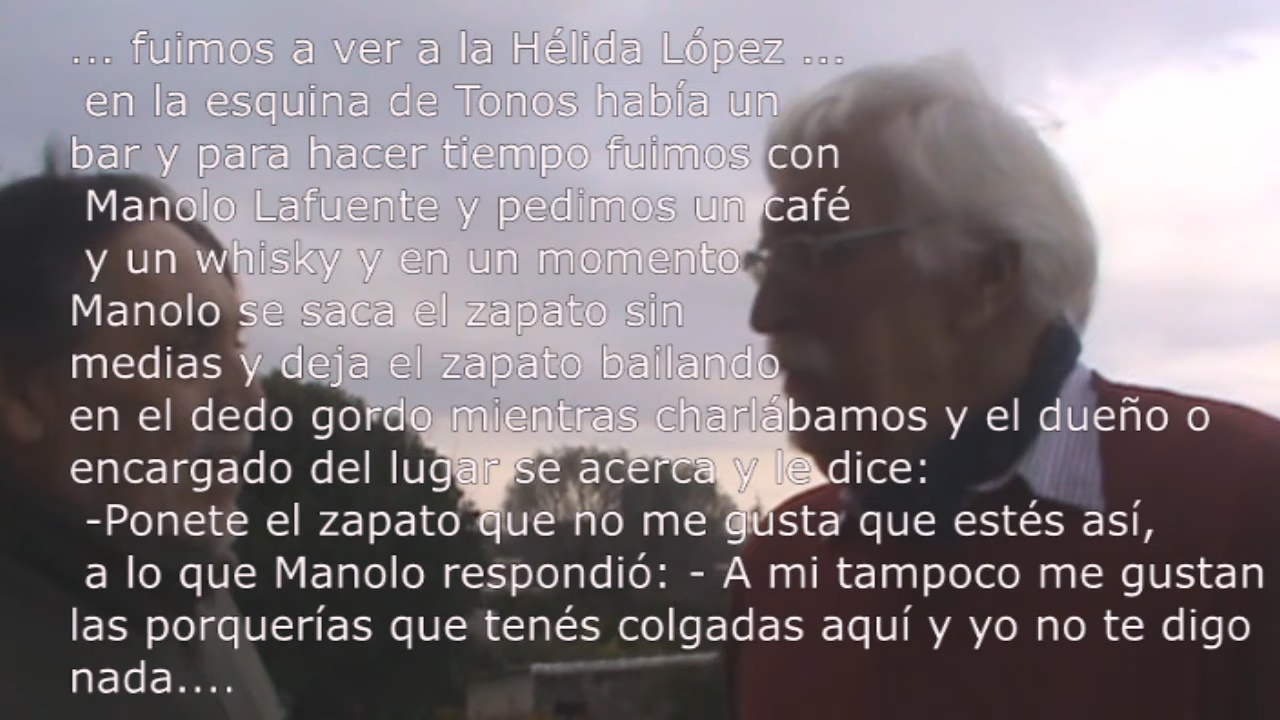 ... fuimos a ver a la Hélida López ...
en la esquina de Tonos había un
bar y para hacer tiempo fuimos con
Manolo Lafuente y pedimos un café
y un whisky y en un momento
Manolo se saca el zapato sin
medias y deja el zapato bailando
en el dedo gordo mientras charlábamos y el dueño o
encargado del lugar se acerca y le dice:
-Ponete el zapato que no me gusta que estés así,
a lo que Manolo respondió: - A mi tampoco me gustan
las porquerías que tenés colgadas aquí y yo no te digo
nada....